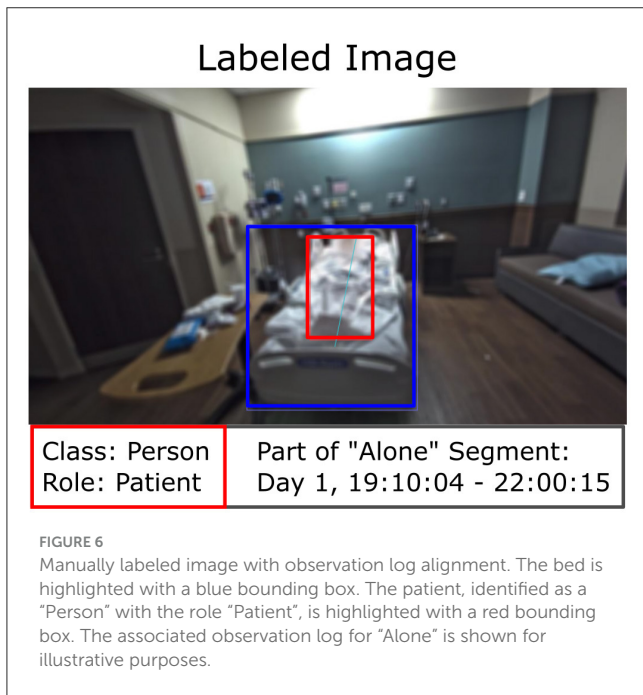 Labeled Image
Class: Person
Role: Patient
Part of "Alone" Segment:
Day 1, 19:10:04 - 22:00:15
FIGURE 6
Manually labeled image with observation log alignment. The bed is
highlighted with a blue bounding box. The patient, identified as a
“Person” with the role “Patient”, is highlighted with a red bounding
box. The associated observation log for “Alone” is shown for
illustrative purposes.